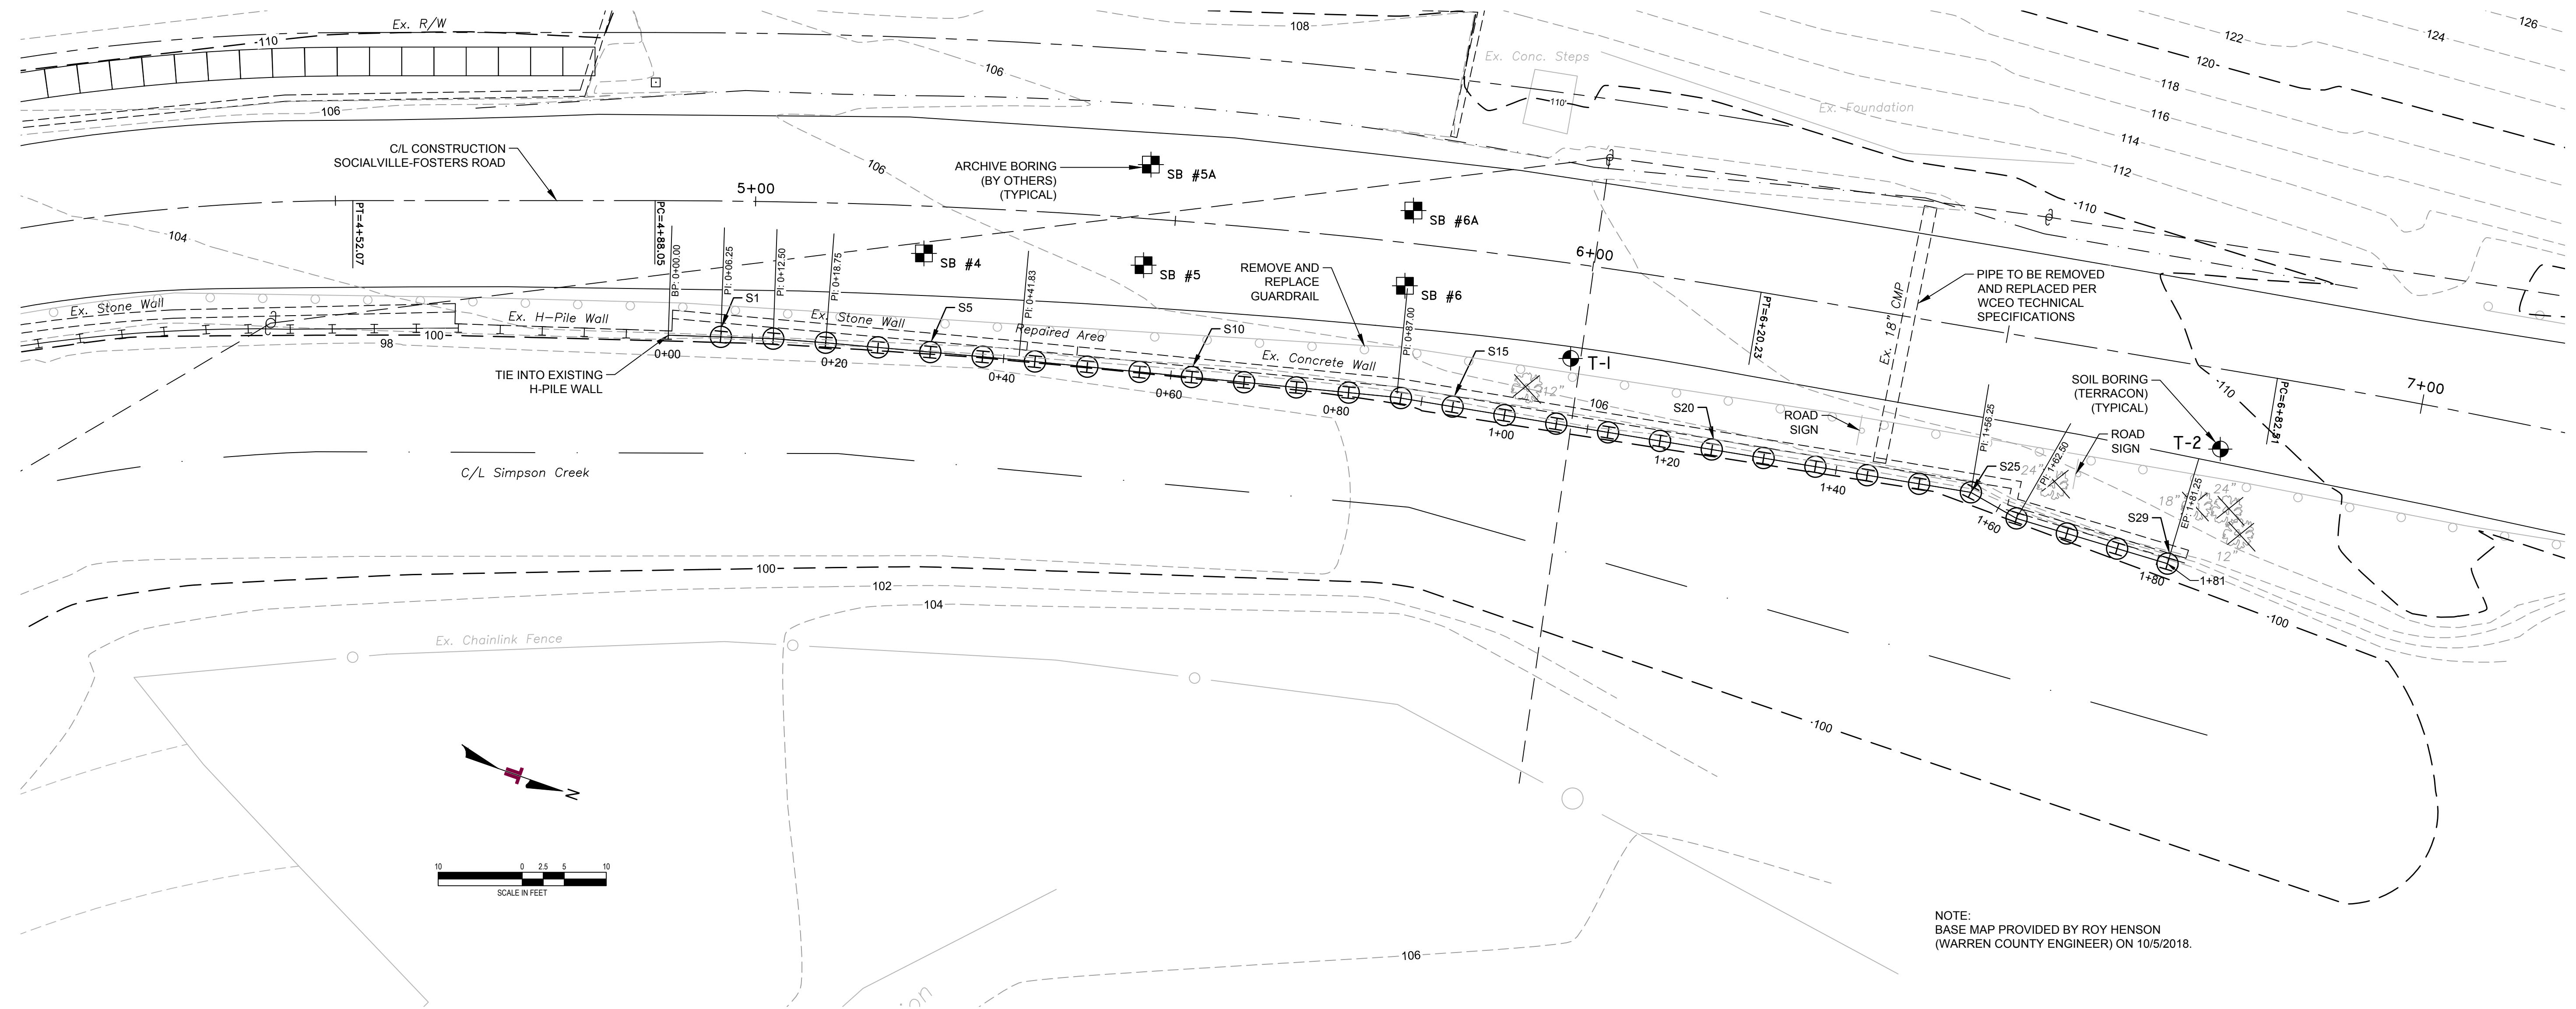 Ex. R/W
-110
108
106
106
106
104
Ex. Conc. Steps
110
Ex. Foundation
126
124
122
120
118
116
114
112
110
C/L CONSTRUCTION
SOCIALVILLE-FOSTERS ROAD
PT=4+52.07
PC=4+88.05
5+00
ARCHIVE BORING
(BY OTHERS)
(TYPICAL)
SB #5A
SB #6A
SB #4
SB #5
SB #6
6+00
PT=6+20.23
7+00
BP: 0+00.00
PI: 0+06.25
PI: 0+12.50
PI: 0+18.75
PI: 0+41.83
PI: 0+87.00
PI: 1+56.25
PI: 1+62.50
EP: 1+81.25
REMOVE AND
REPLACE
GUARDRAIL
PIPE TO BE REMOVED
AND REPLACED PER
WCEO TECHNICAL
SPECIFICATIONS
Ex. 18" CMP
Ex. Stone Wall
Ex. H-Pile Wall
Ex. Stone Wall
Repaired Area
Ex. Concrete Wall
98
100
S1
S5
S10
S15
S20
S25
S29
T-1
T-2
12"
106
ROAD
SIGN
ROAD
SIGN
SOIL BORING
(TERRACON)
(TYPICAL)
110
24"
18"
24"
12"
0+00
0+20
0+40
0+60
0+80
1+00
1+20
1+40
1+60
1+80
1+81
TIE INTO EXISTING
H-PILE WALL
C/L Simpson Creek
100
102
104
100
100
Ex. Chainlink Fence
N
10 0 2.5 5 10
SCALE IN FEET
106
NOTE:
BASE MAP PROVIDED BY ROY HENSON
(WARREN COUNTY ENGINEER) ON 10/5/2018.